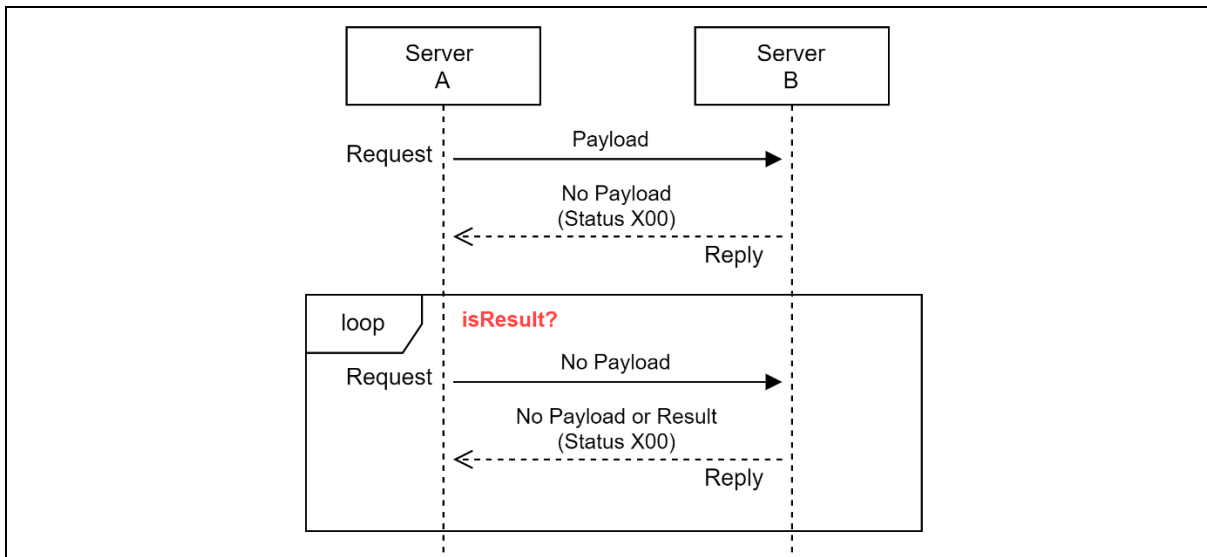 Server
A
Server
B
Request
Payload
No Payload
(Status X00)
Reply
loop
isResult?
Request
No Payload
No Payload or Result
(Status X00)
Reply